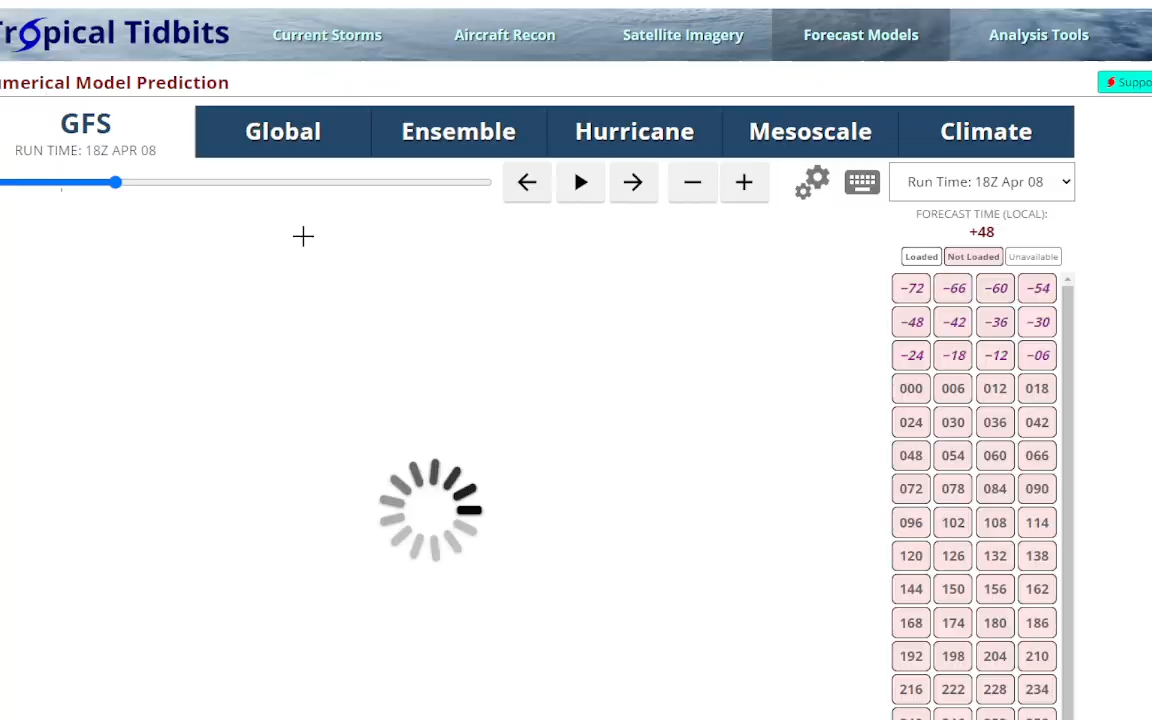 Tropical Tidbits
Current Storms
Aircraft Recon
Satellite Imagery
Forecast Models
Analysis Tools
umerical Model Prediction
Suppo
GFS
RUN TIME: 18Z APR 08
Global
Ensemble
Hurricane
Mesoscale
Climate
Run Time: 18Z Apr 08
FORECAST TIME (LOCAL):
+48
Loaded Not Loaded Unavailable
−72 −66 −60 −54
−48 −42 −36 −30
−24 −18 −12 −06
000 006 012 018
024 030 036 042
048 054 060 066
072 078 084 090
096 102 108 114
120 126 132 138
144 150 156 162
168 174 180 186
192 198 204 210
216 222 228 234